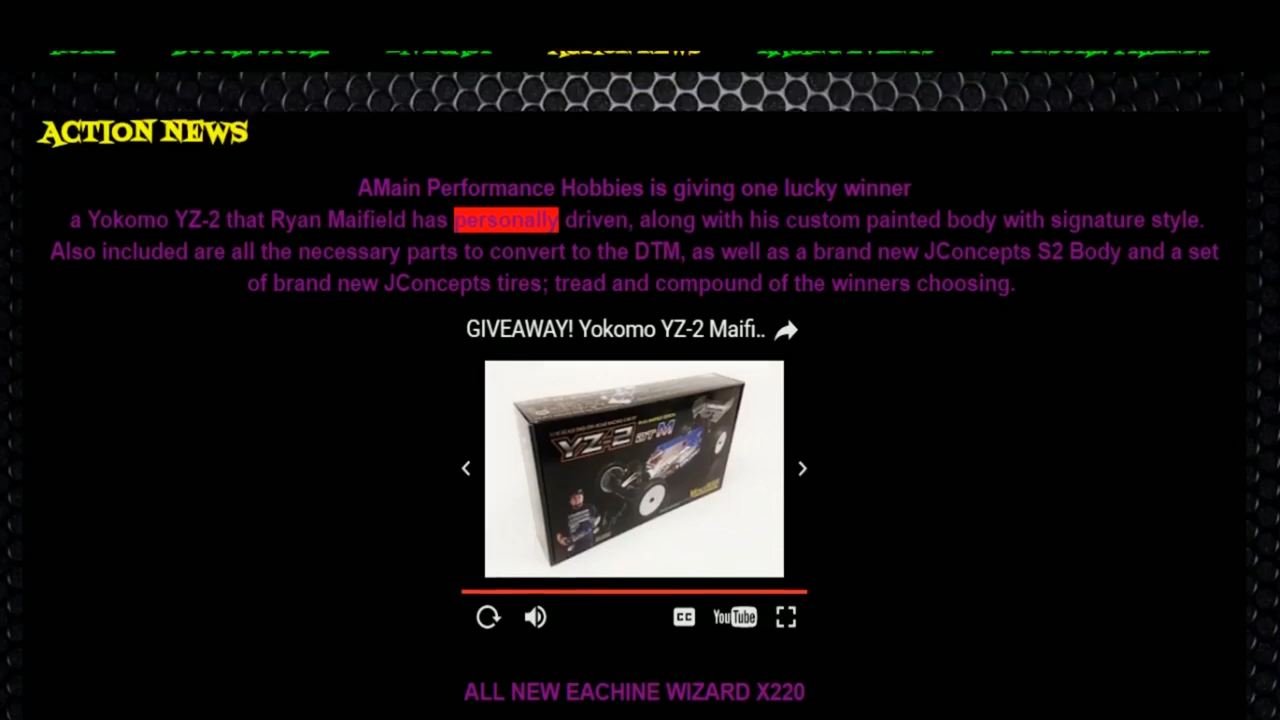 ACTION NEWS
AMain Performance Hobbies is giving one lucky winner
a Yokomo YZ-2 that Ryan Maifield has personally driven, along with his custom painted body with signature style.
Also included are all the necessary parts to convert to the DTM, as well as a brand new JConcepts S2 Body and a set
of brand new JConcepts tires; tread and compound of the winners choosing.
GIVEAWAY! Yokomo YZ-2 Maifi..
YZ-2 DTM
CC YouTube
ALL NEW EACHINE WIZARD X220